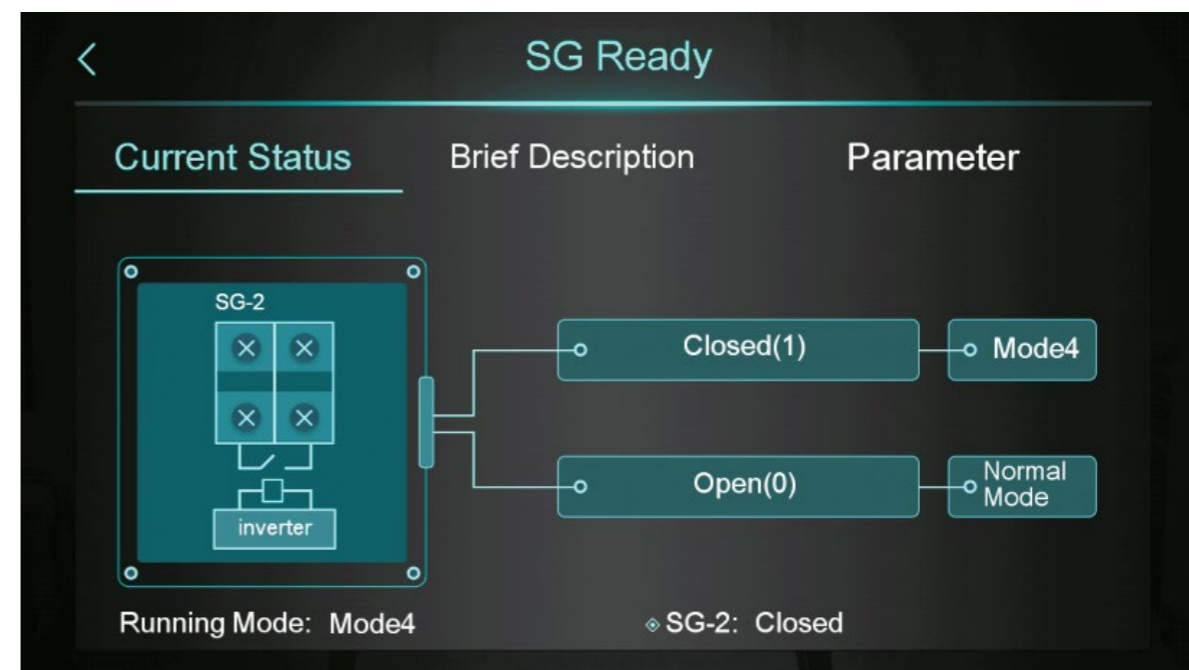 SG Ready
Current Status
Brief Description
Parameter
SG-2
Closed(1)
Mode4
Open(0)
Normal
Mode
inverter
Running Mode: Mode4
SG-2: Closed